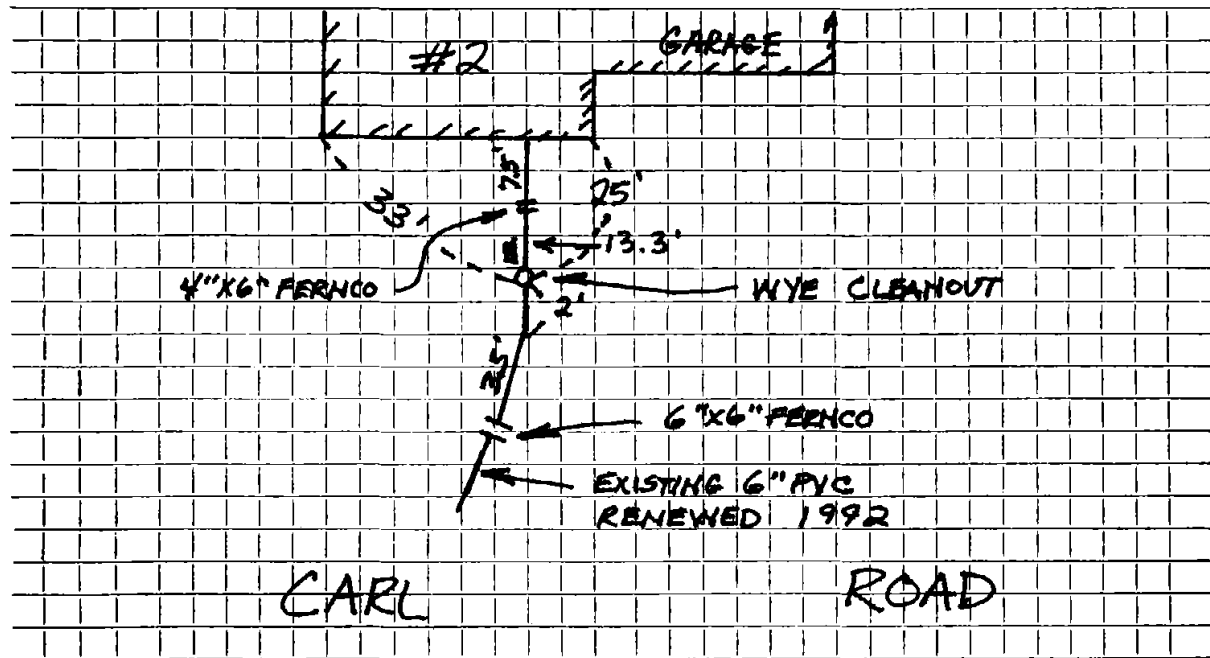 #2
GARAGE
7.5'
33'
25'
13.3'
4"X6" FERNCO
WYE CLEANOUT
2'
6"X6" FERNCO
EXISTING 6" PVC
RENEWED 1992
CARL ROAD